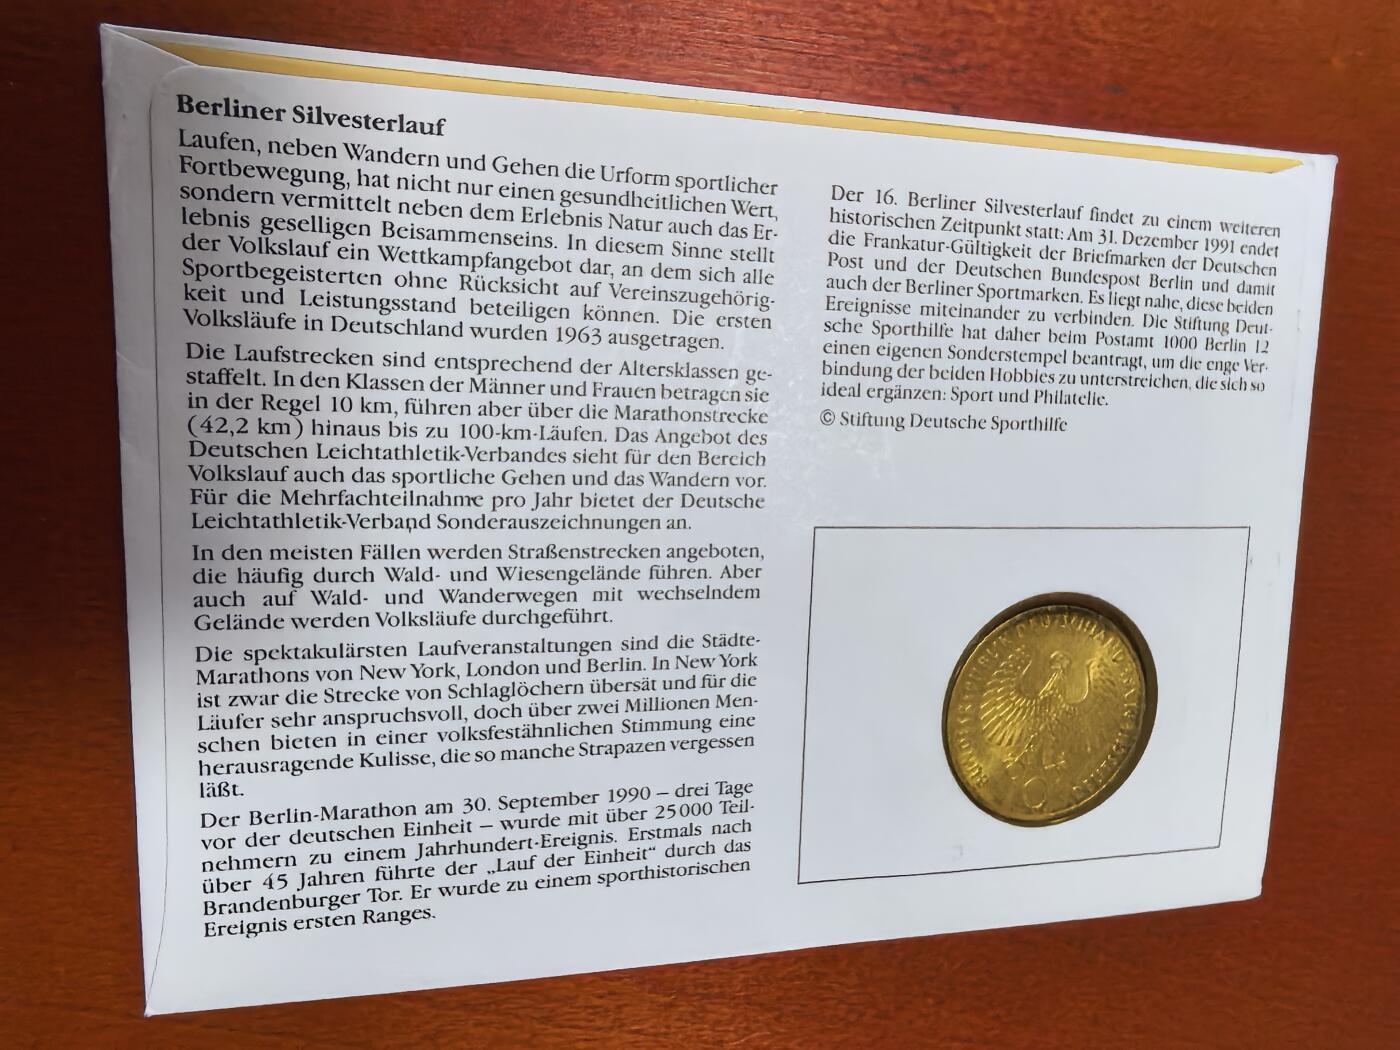 Berliner Silvesterlauf
Laufen, neben Wandern und Gehen die Urform sportlicher
Fortbewegung, hat nicht nur einen gesundheitlichen Wert,
sondern vermittelt neben dem Erlebnis Natur auch das Er-
lebnis geselligen Beisammenseins. In diesem Sinne stellt
der Volkslauf ein Wettkampfangebot dar, an dem sich alle
Sportbegeisterten ohne Rücksicht auf Vereinszugehörig-
keit und Leistungsstand beteiligen können. Die ersten
Volksläufe in Deutschland wurden 1963 ausgetragen.
Die Laufstrecken sind entsprechend der Altersklassen ge-
staffelt. In den Klassen der Männer und Frauen betragen sie
in der Regel 10 km, führen aber über die Marathonstrecke
(42,2 km) hinaus bis zu 100-km-Läufen. Das Angebot des
Deutschen Leichtathletik-Verbandes sieht für den Bereich
Volkslauf auch das sportliche Gehen und das Wandern vor.
Für die Mehrfachteilnahme pro Jahr bietet der Deutsche
Leichtathletik-Verband Sonderauszeichnungen an.
In den meisten Fällen werden Straßenstrecken angeboten,
die häufig durch Wald- und Wiesengelände führen. Aber
auch auf Wald- und Wanderwegen mit wechselndem
Gelände werden Volksläufe durchgeführt.
Die spektakulärsten Laufveranstaltungen sind die Städte-
Marathons von New York, London und Berlin. In New York
ist zwar die Strecke von Schlaglöchern übersät und für die
Läufer sehr anspruchsvoll, doch über zwei Millionen Men-
schen bieten in einer volksfestähnlichen Stimmung eine
herausragende Kulisse, die so manche Strapazen vergessen
läßt.
Der Berlin-Marathon am 30. September 1990 – drei Tage
vor der deutschen Einheit – wurde mit über 25000 Teil-
nehmern zu einem Jahrhundert-Ereignis. Erstmals nach
über 45 Jahren führte der „Lauf der Einheit“ durch das
Brandenburger Tor. Er wurde zu einem sporthistorischen
Ereignis ersten Ranges.
Der 16. Berliner Silvesterlauf findet zu einem weiteren
historischen Zeitpunkt statt: Am 31. Dezember 1991 endet
die Frankatur-Gültigkeit der Briefmarken der Deutschen
Post und der Deutschen Bundespost Berlin und damit
auch der Berliner Sportmarken. Es liegt nahe, diese beiden
Ereignisse miteinander zu verbinden. Die Stiftung Deut-
sche Sporthilfe hat daher beim Postamt 1000 Berlin 12
einen eigenen Sonderstempel beantragt, um die enge Ver-
bindung der beiden Hobbies zu unterstreichen, die sich so
ideal ergänzen: Sport und Philatelie.
© Stiftung Deutsche Sporthilfe